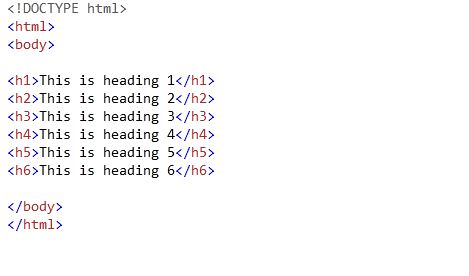 <!DOCTYPE html>
<html>
<body>
<h1>This is heading 1</h1>
<h2>This is heading 2</h2>
<h3>This is heading 3</h3>
<h4>This is heading 4</h4>
<h5>This is heading 5</h5>
<h6>This is heading 6</h6>
</body>
</html>